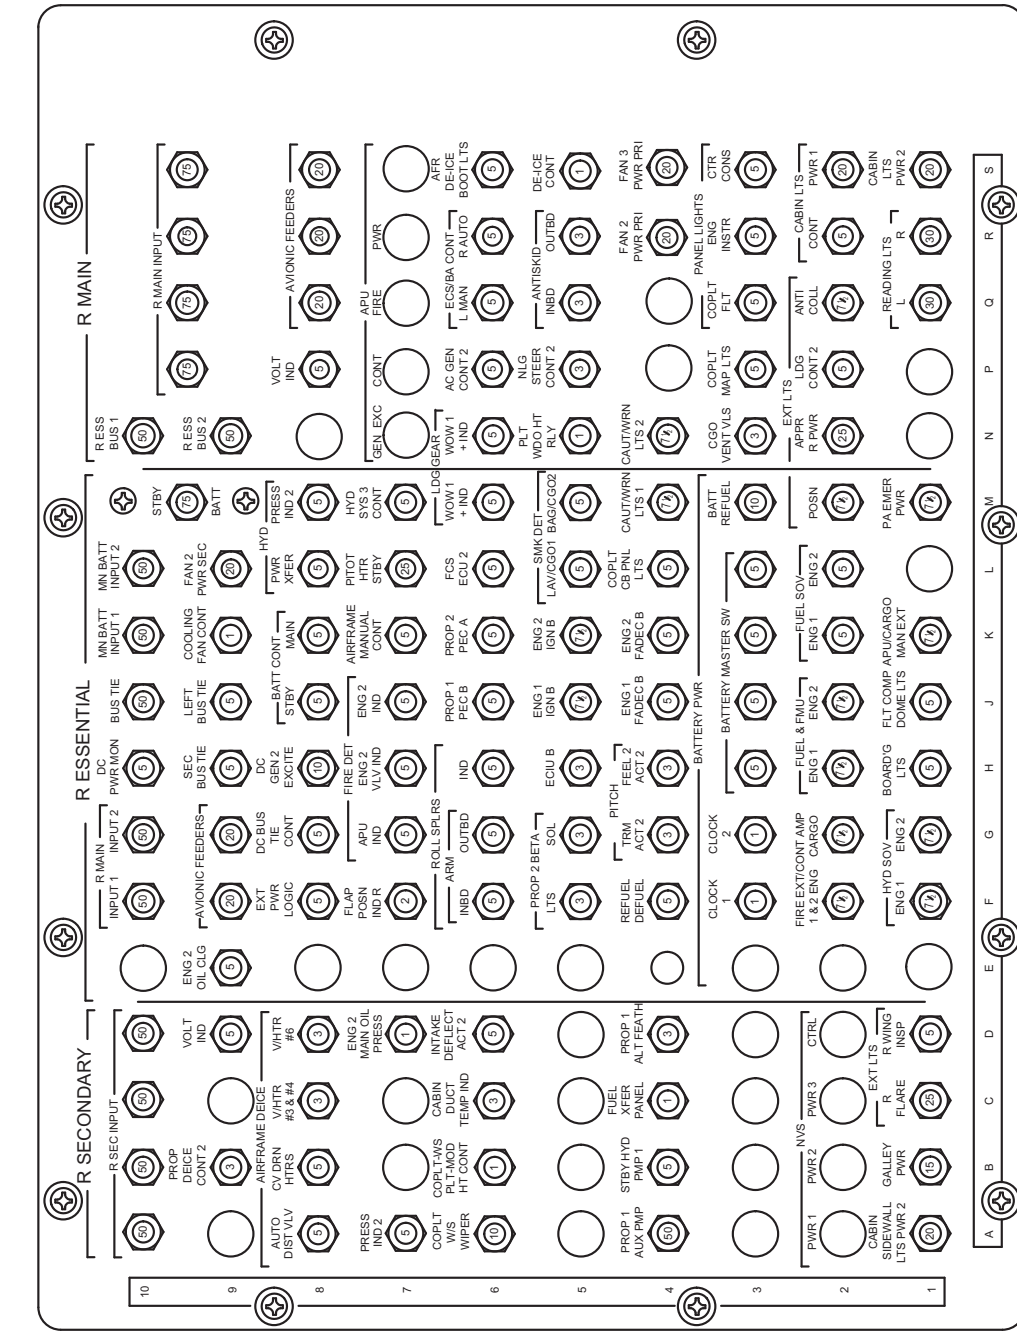 R SECONDARY
R ESSENTIAL
R MAIN
R SEC INPUT
R MAIN
INPUT 1
INPUT 2
DC
PWR MON
BUS TIE
MN BATT
INPUT 1
MN BATT
INPUT 2
R ESS
BUS 1
10
50
50
50
50
50
50
5
50
50
50
50
R MAIN INPUT
STBY
75
BATT
75
75
75
75
PROP
DEICE
CONT 2
VOLT
IND
ENG 2
OIL CLG
AVIONIC FEEDERS
SEC
BUS TIE
LEFT
BUS TIE
COOLING
FAN CONT
FAN 2
PWR SEC
R ESS
BUS 2
9
3
5
5
20
20
5
5
1
20
50
AIRFRAME DEICE
AUTO
DIST VLV
CV DRN
HTRS
V/HTR
#3 & #4
V/HTR
#6
EXT
PWR
LOGIC
DC BUS
TIE
CONT
DC
GEN 2
EXCITE
BATT CONT
STBY
MAIN
HYD
PWR
XFER
PRESS
IND 2
VOLT
IND
AVIONIC FEEDERS
8
5
5
3
3
5
5
10
5
5
5
5
5
20
20
20
PRESS
IND 2
ENG 2
MAIN OIL
PRESS
FLAP
POSN
IND R
FIRE DET
APU
IND
ENG 2
VLV IND
ENG 2
IND
AIRFRAME
MANUAL
CONT
PITOT
HTR
STBY
HYD
SYS 3
CONT
APU
GEN EXC
CONT
FIRE
PWR
7
5
1
2
5
5
5
5
25
5
COPLT
W/S
WIPER
COPLT-WS
PLT-MOD
HT CONT
CABIN
DUCT
TEMP IND
INTAKE
DEFLECT
ACT 2
ROLL SPLRS
ARM
INBD
OUTBD
IND
PROP 1
PEC B
PROP 2
PEC A
FCS
ECU 2
LDG GEAR
WOW 1
+ IND
WOW 1
+ IND
AC GEN
CONT 2
ECS/BA CONT
L MAN
R AUTO
AFR
DE-ICE
BOOT LTS
6
10
1
3
5
5
5
5
5
5
5
5
5
5
5
5
5
PROP 2 BETA
LTS
SOL
ECIU B
ENG 1
IGN B
ENG 2
IGN B
SMK DET
LAV/CGO1
BAG/CGO2
PLT
WDO HT
RLY
NLG
STEER
CONT 2
ANTISKID
INBD
OUTBD
DE-ICE
CONT
5
3
5
3
7½
7½
5
5
1
3
3
3
1
PROP 1
AUX PMP
STBY HYD
PMP 1
FUEL
XFER
PANEL
PROP 1
ALT FEATH
REFUEL
DEFUEL
PITCH
TRM
ACT 2
FEEL 2
ACT 2
ENG 1
FADEC B
ENG 2
FADEC B
COPLT
CB PNL
LTS
CAUT/WRN
LTS 1
CAUT/WRN
LTS 2
FAN 2
PWR PRI
FAN 3
PWR PRI
4
50
5
1
3
5
3
3
5
5
5
7½
7½
20
20
BATTERY PWR
CLOCK
1
CLOCK
2
BATTERY MASTER SW
BATT
REFUEL
CGO
VENT VLS
COPLT
MAP LTS
PANEL LIGHTS
COPLT
FLT
ENG
INSTR
CTR
CONS
3
1
1
5
5
5
5
10
3
5
5
5
5
NVS
PWR 1
PWR 2
PWR 3
CTRL
FIRE EXT/CONT AMP
1 & 2 ENG
CARGO
FUEL & FMU
ENG 1
ENG 2
FUEL SOV
ENG 1
ENG 2
EXT LTS
POSN
APPR
R PWR
LDG
CONT 2
ANTI
COLL
CABIN LTS
CONT
PWR 1
2
7½
7½
7½
7½
5
5
7½
25
5
7½
5
20
CABIN
SIDEWALL
LTS PWR 2
GALLEY
PWR
EXT LTS
R
FLARE
R WING
INSP
HYD SOV
ENG 1
ENG 2
BOARD'G
LTS
FLT COMP
DOME LTS
APU/CARGO
MAN EXT
PA EMER
PWR
READING LTS
L
R
CABIN
LTS
PWR 2
1
20
15
25
5
7½
7½
5
5
7½
7½
30
30
20
A
B
C
D
E
F
G
H
J
K
L
M
N
P
Q
R
S